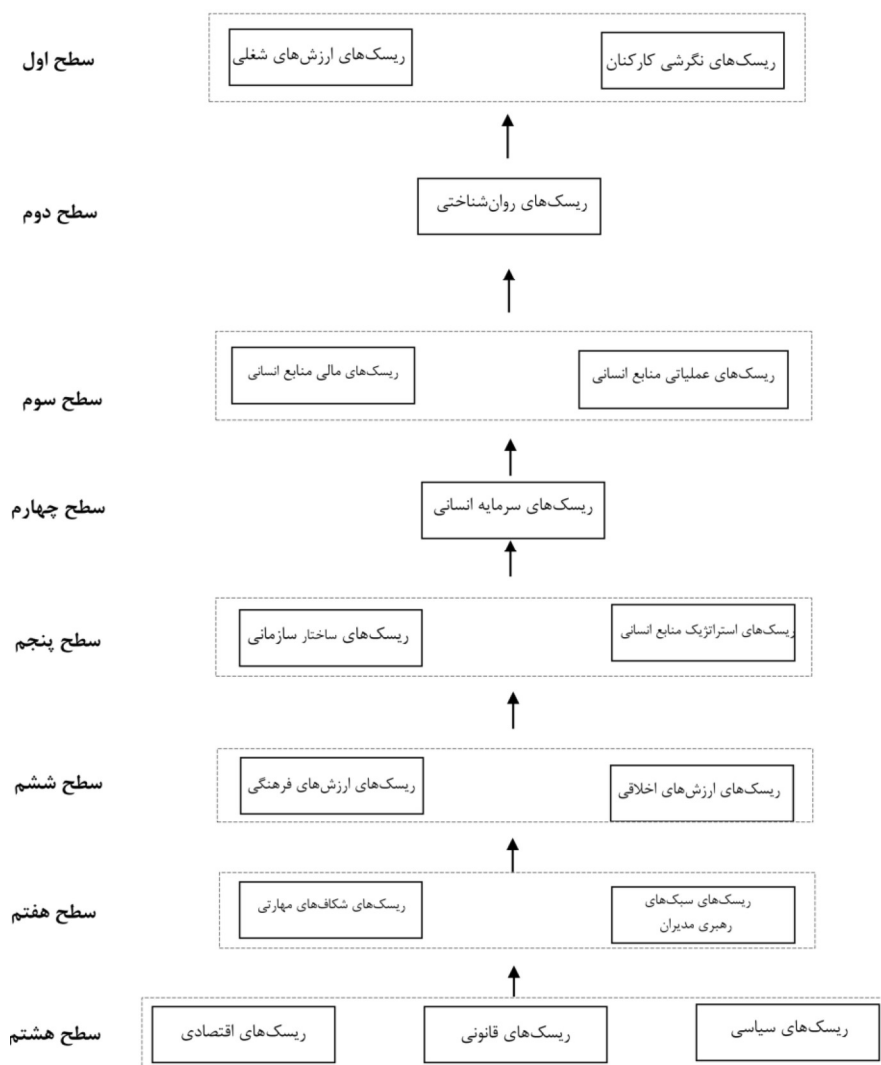 سطح اول
ریسک‌های نگرشی کارکنان
ریسک‌های ارزش‌های شغلی
سطح دوم
ریسک‌های روان‌شناختی
سطح سوم
ریسک‌های عملیاتی منابع انسانی
ریسک‌های مالی منابع انسانی
سطح چهارم
ریسک‌های سرمایه انسانی
سطح پنجم
ریسک‌های استراتژیک منابع انسانی
ریسک‌های ساختار سازمانی
سطح ششم
ریسک‌های ارزش‌های اخلاقی
ریسک‌های ارزش‌های فرهنگی
سطح هفتم
ریسک‌های سبک‌های
رهبری مدیران
ریسک‌های شکاف‌های مهارتی
سطح هشتم
ریسک‌های سیاسی
ریسک‌های قانونی
ریسک‌های اقتصادی